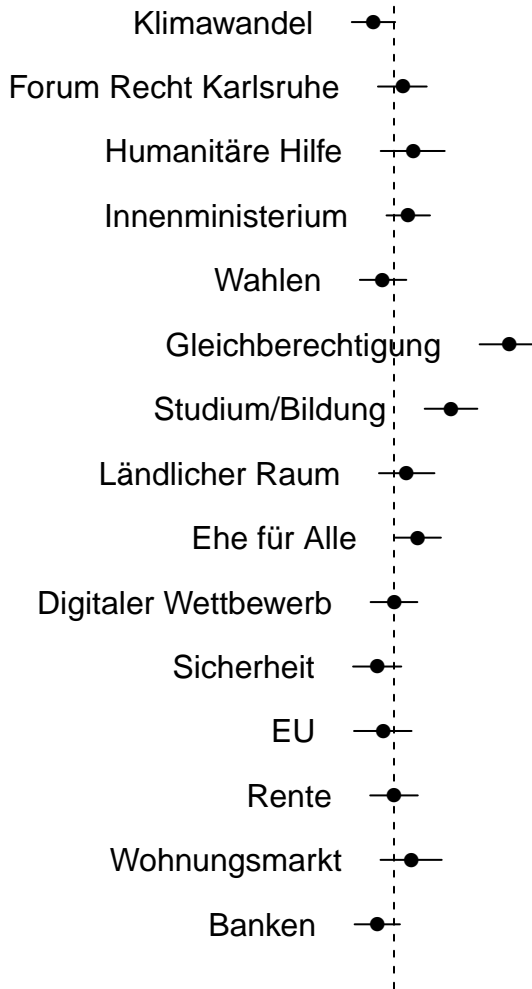 Klimawandel
Forum Recht Karlsruhe
Humanitäre Hilfe
Innenministerium
Wahlen
Gleichberechtigung
Studium/Bildung
Ländlicher Raum
Ehe für Alle
Digitaler Wettbewerb
Sicherheit
EU
Rente
Wohnungsmarkt
Banken